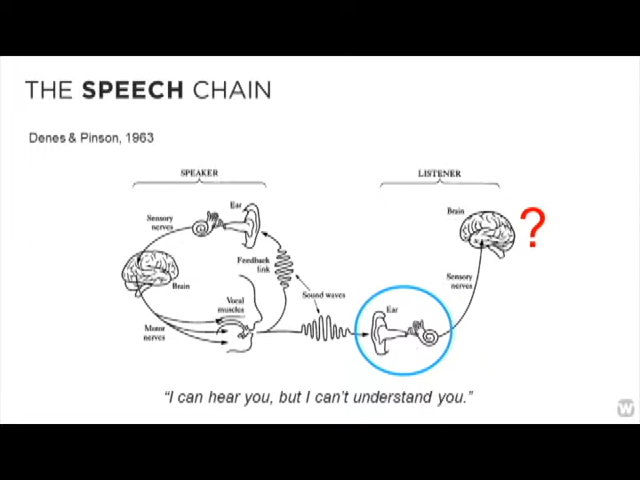 THE SPEECH CHAIN
Denes & Pinson, 1963
SPEAKER
LISTENER
Ear
Sensory
nerves
Brain
Feedback
link
Vocal
muscles
Motor
nerves
Sound waves
Ear
Brain
Sensory
nerves
?
"I can hear you, but I can't understand you."
W